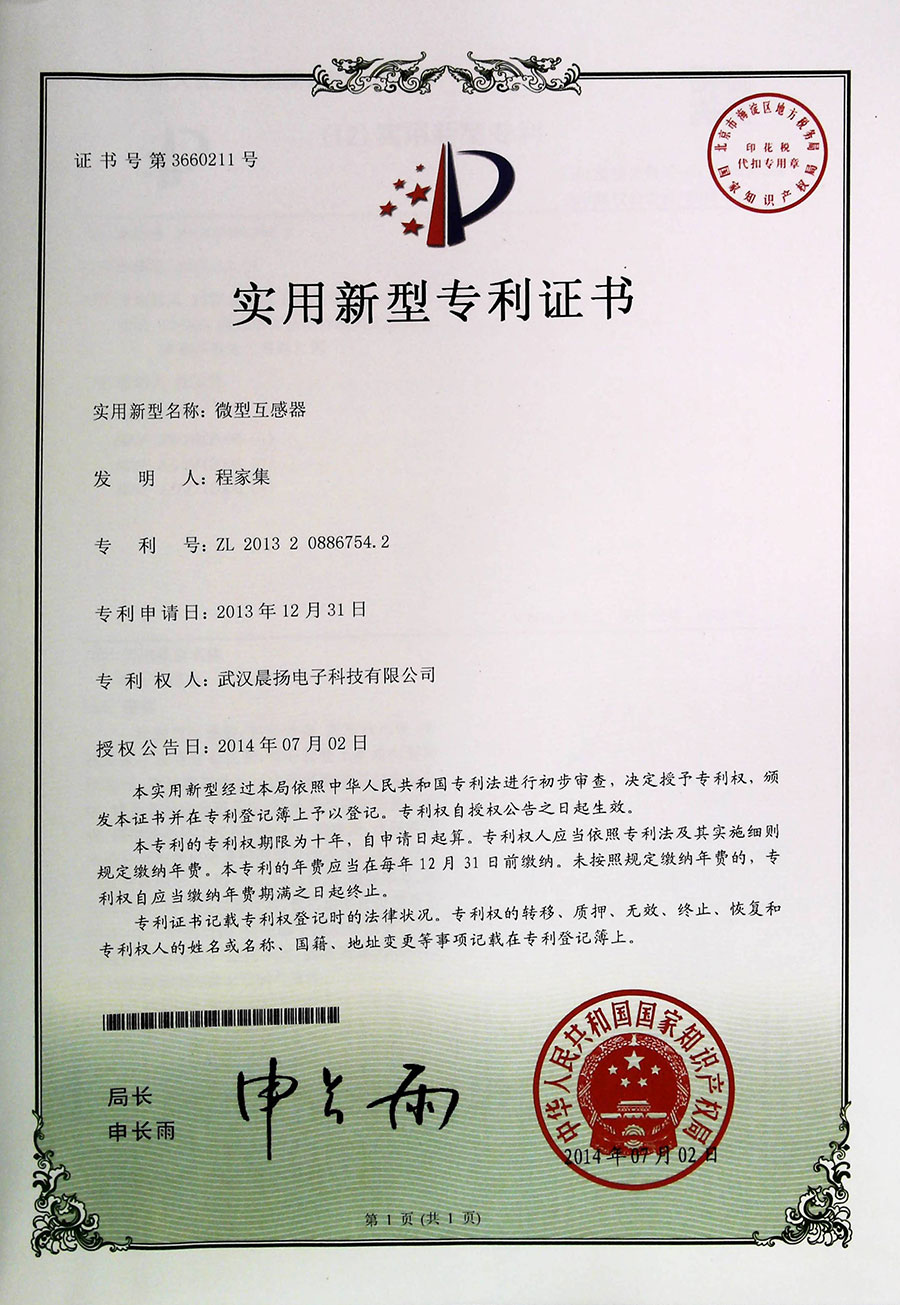 证书号第3660211号
北京市海淀区地方税务局
印花税
代扣专用章
国家知识产权局
实用新型专利证书
实用新型名称：微型互感器
发明人：程家集
专利号：ZL 2013 2 0886754.2
专利申请日：2013年12月31日
专利权人：武汉晨扬电子科技有限公司
授权公告日：2014年07月02日
本实用新型经过本局依照中华人民共和国专利法进行初步审查，决定授予专利权，颁
发本证书并在专利登记簿上予以登记。专利权自授权公告之日起生效。
本专利的专利权期限为十年，自申请日起算。专利权人应当依照专利法及其实施细则
规定缴纳年费。本专利的年费应当在每年12月31日前缴纳。未按照规定缴纳年费的，专
利权自应当缴纳年费期满之日起终止。
专利证书记载专利权登记时的法律状况。专利权的转移、质押、无效、终止、恢复和
专利权人的姓名或名称、国籍、地址变更等事项记载在专利登记簿上。
局长
申长雨
申长雨
中华人民共和国国家知识产权局
2014年07月02日
第1页(共1页)